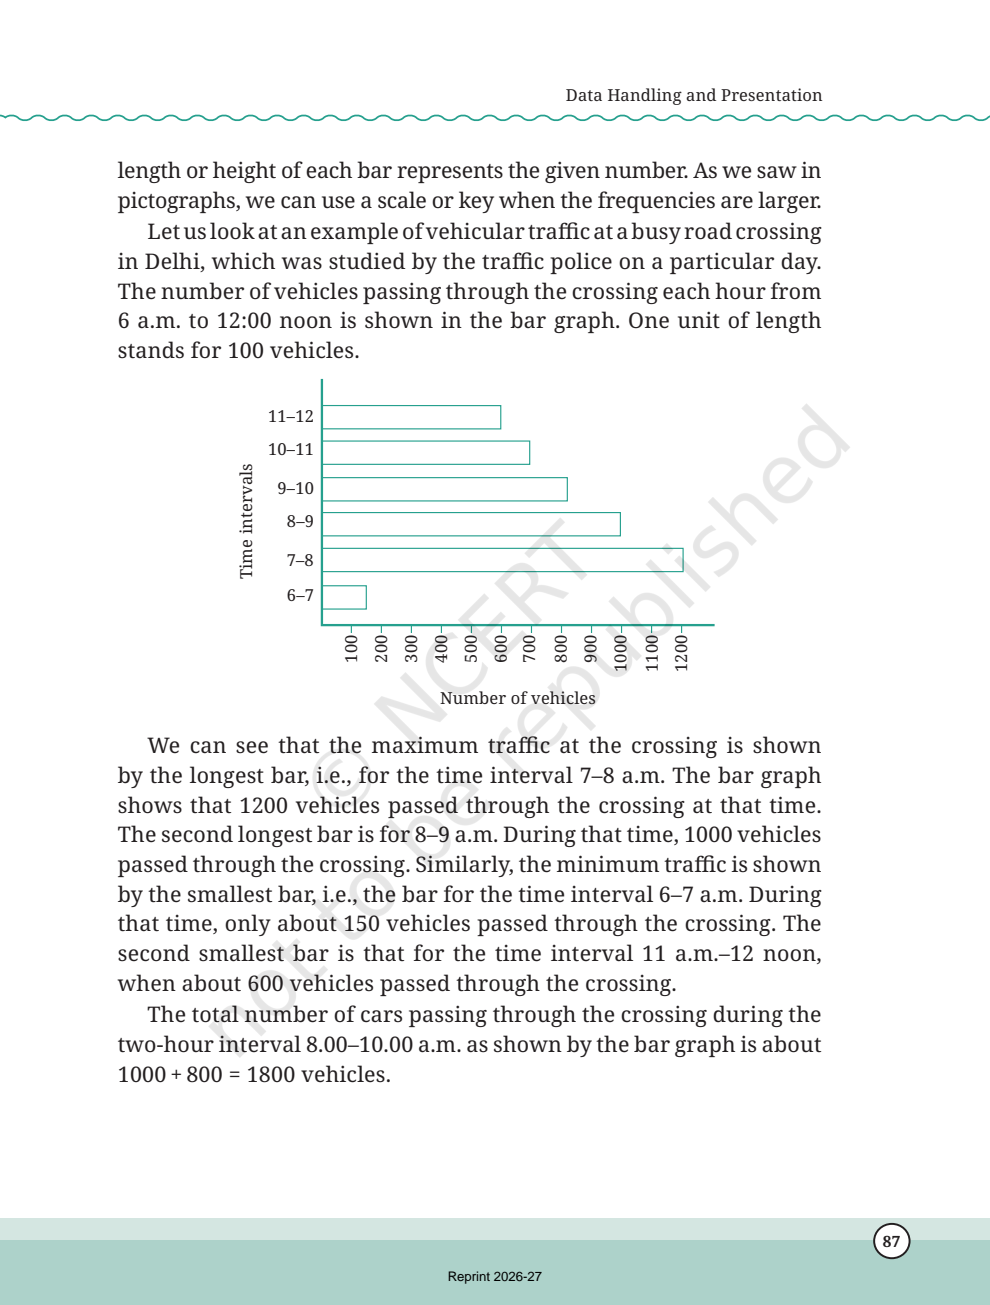 Data Handling and Presentation
length or height of each bar represents the given number. As we saw in
pictographs, we can use a scale or key when the frequencies are larger.
Let us look at an example of vehicular traffic at a busy road crossing
in Delhi, which was studied by the traffic police on a particular day.
The number of vehicles passing through the crossing each hour from
6 a.m. to 12:00 noon is shown in the bar graph. One unit of length
stands for 100 vehicles.
Time intervals
11–12
10–11
9–10
8–9
7–8
6–7
100
200
300
400
500
600
700
800
900
1000
1100
1200
Number of vehicles
We can see that the maximum traffic at the crossing is shown
by the longest bar, i.e., for the time interval 7–8 a.m. The bar graph
shows that 1200 vehicles passed through the crossing at that time.
The second longest bar is for 8–9 a.m. During that time, 1000 vehicles
passed through the crossing. Similarly, the minimum traffic is shown
by the smallest bar, i.e., the bar for the time interval 6–7 a.m. During
that time, only about 150 vehicles passed through the crossing. The
second smallest bar is that for the time interval 11 a.m.–12 noon,
when about 600 vehicles passed through the crossing.
The total number of cars passing through the crossing during the
two-hour interval 8.00–10.00 a.m. as shown by the bar graph is about
1000 + 800 = 1800 vehicles.
© NCERT
not to be republished
87
Reprint 2026-27